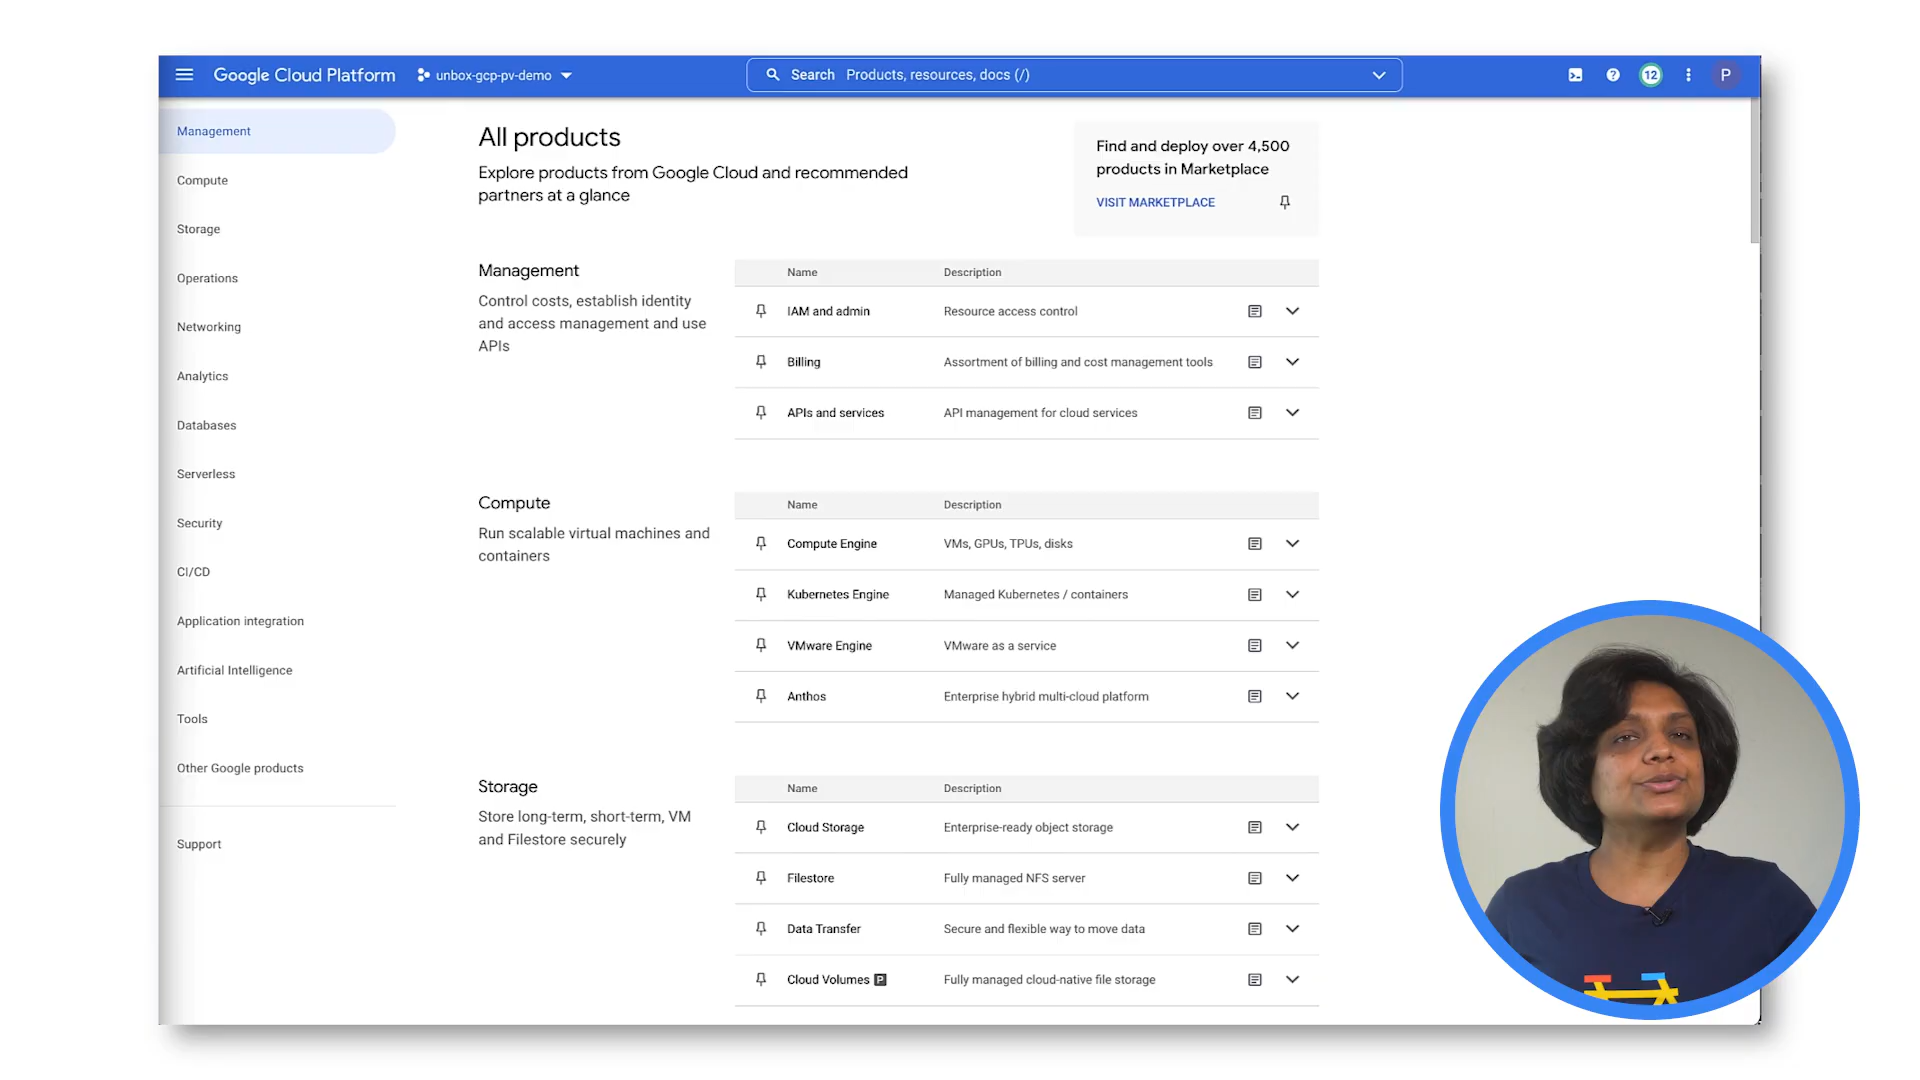 Google Cloud Platform
unbox-gcp-pv-demo
Search Products, resources, docs (/)
12
P
Management
Compute
Storage
Operations
Networking
Analytics
Databases
Serverless
Security
CI/CD
Application integration
Artificial Intelligence
Tools
Other Google products
Support
All products
Explore products from Google Cloud and recommended
partners at a glance
Find and deploy over 4,500
products in Marketplace
VISIT MARKETPLACE
Management
Control costs, establish identity
and access management and use
APIs
Name Description
IAM and admin Resource access control
Billing Assortment of billing and cost management tools
APIs and services API management for cloud services
Compute
Run scalable virtual machines and
containers
Name Description
Compute Engine VMs, GPUs, TPUs, disks
Kubernetes Engine Managed Kubernetes / containers
VMware Engine VMware as a service
Anthos Enterprise hybrid multi-cloud platform
Storage
Store long-term, short-term, VM
and Filestore securely
Name Description
Cloud Storage Enterprise-ready object storage
Filestore Fully managed NFS server
Data Transfer Secure and flexible way to move data
Cloud Volumes P Fully managed cloud-native file storage